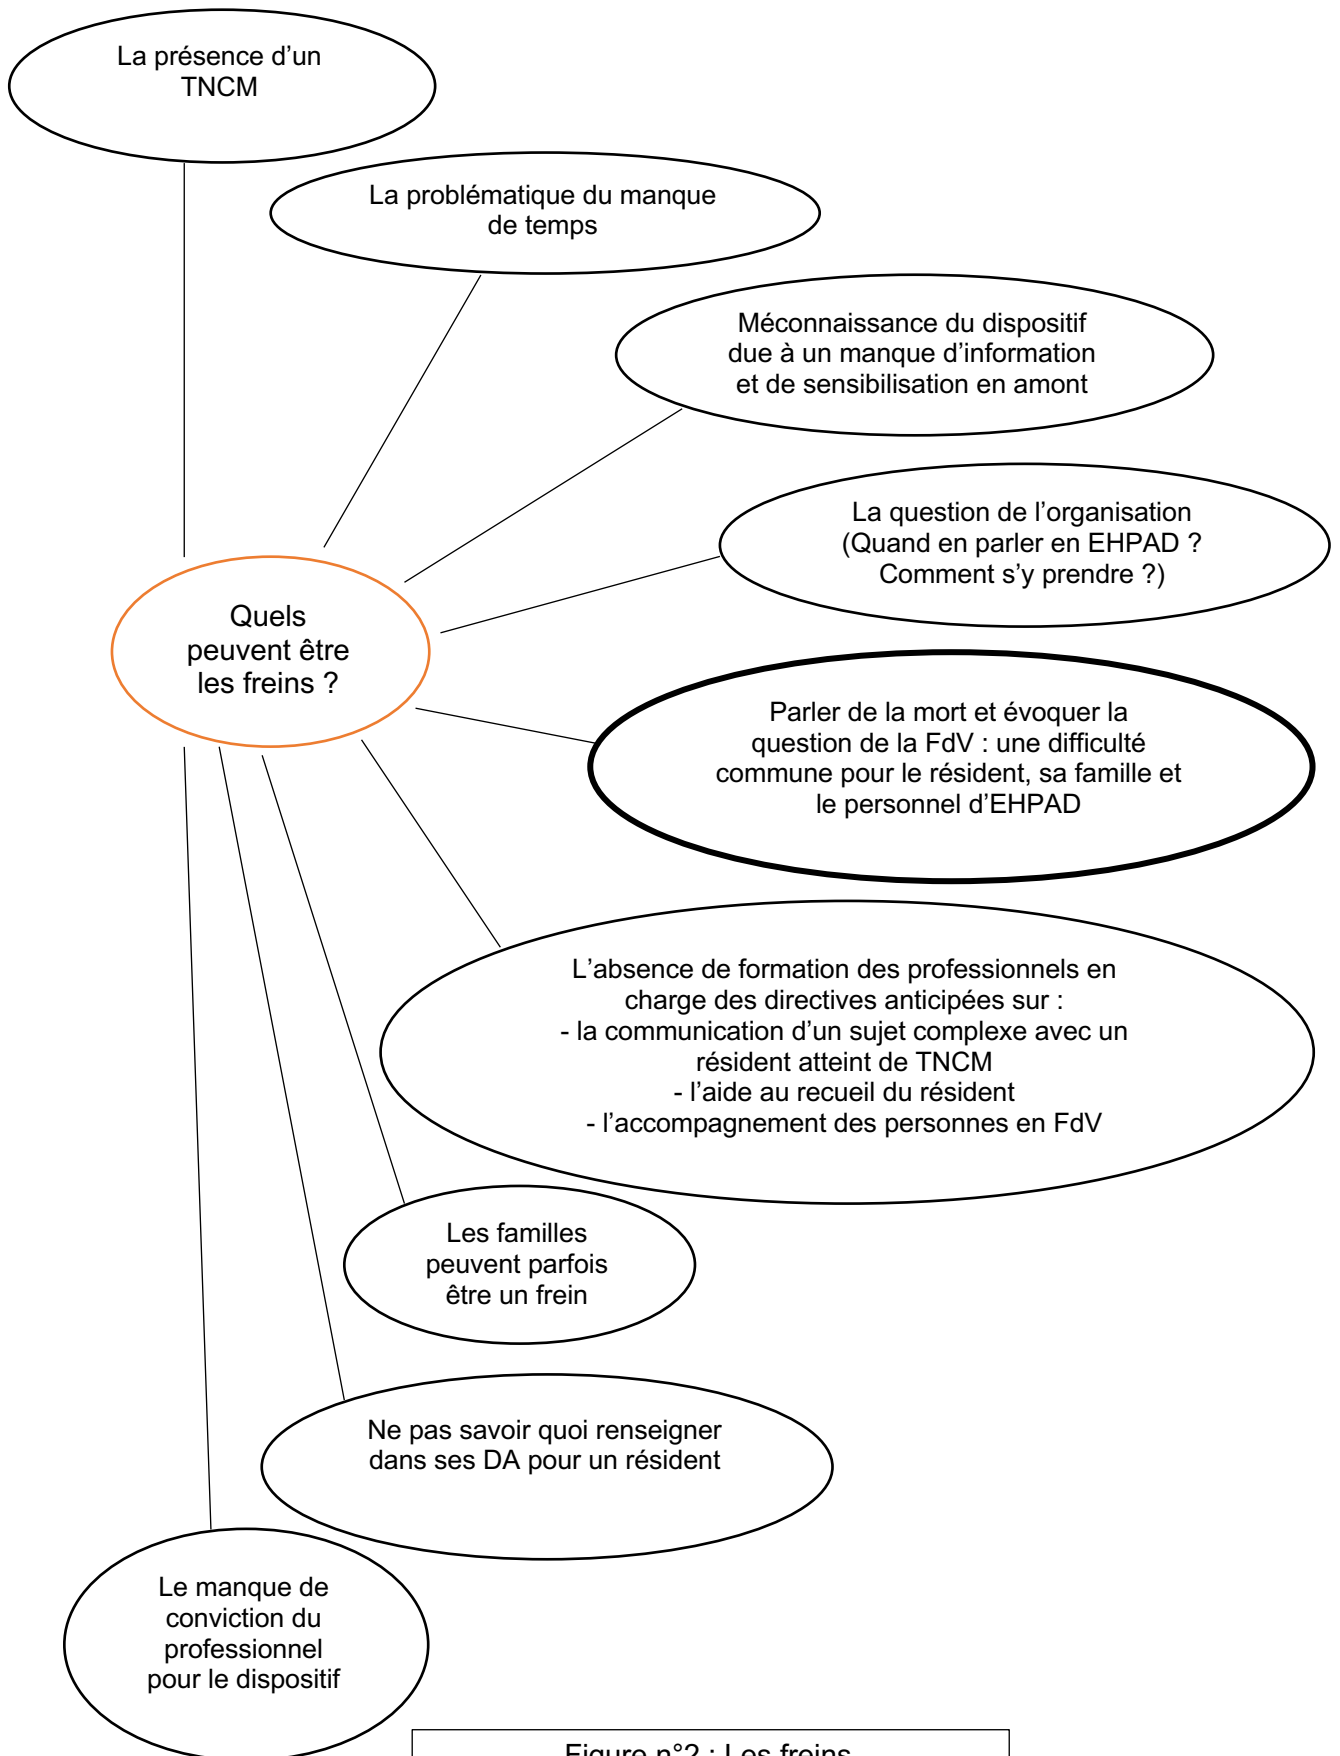 La présence d’un
TNCM
La problématique du manque
de temps
Méconnaissance du dispositif
due à un manque d’information
et de sensibilisation en amont
La question de l’organisation
(Quand en parler en EHPAD ?
Comment s’y prendre ?)
Quels
peuvent être
les freins ?
Parler de la mort et évoquer la
question de la FdV : une difficulté
commune pour le résident, sa famille et
le personnel d’EHPAD
L’absence de formation des professionnels en
charge des directives anticipées sur :
- la communication d’un sujet complexe avec un
résident atteint de TNCM
- l’aide au recueil du résident
- l’accompagnement des personnes en FdV
Les familles
peuvent parfois
être un frein
Ne pas savoir quoi renseigner
dans ses DA pour un résident
Le manque de
conviction du
professionnel
pour le dispositif
Figure n°2 : Les freins